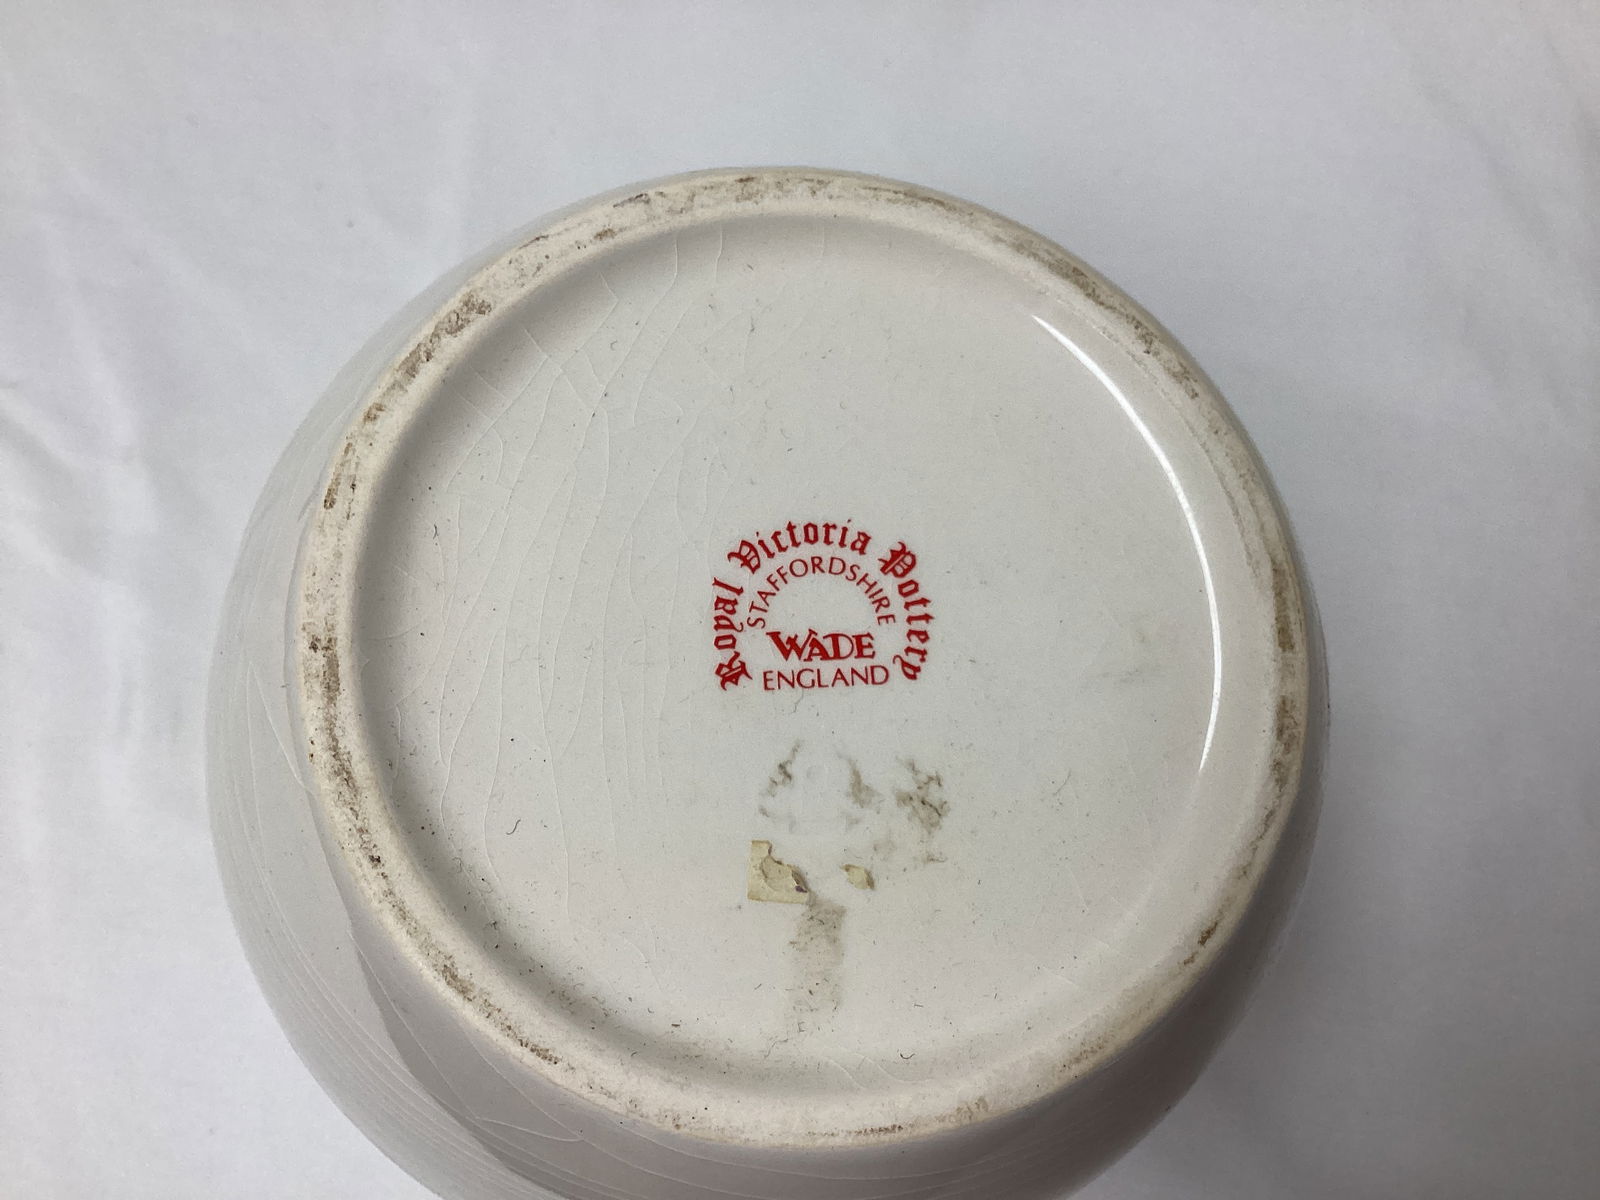 Royal Victoria Pottery
STAFFORDSHIRE
WADE
ENGLAND